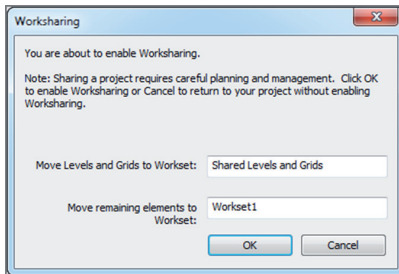 Worksharing
You are about to enable Worksharing.
Note: Sharing a project requires careful planning and management. Click OK
to enable Worksharing or Cancel to return to your project without enabling
Worksharing.
Move Levels and Grids to Workset: Shared Levels and Grids
Move remaining elements to Workset1
Workset:
OK Cancel